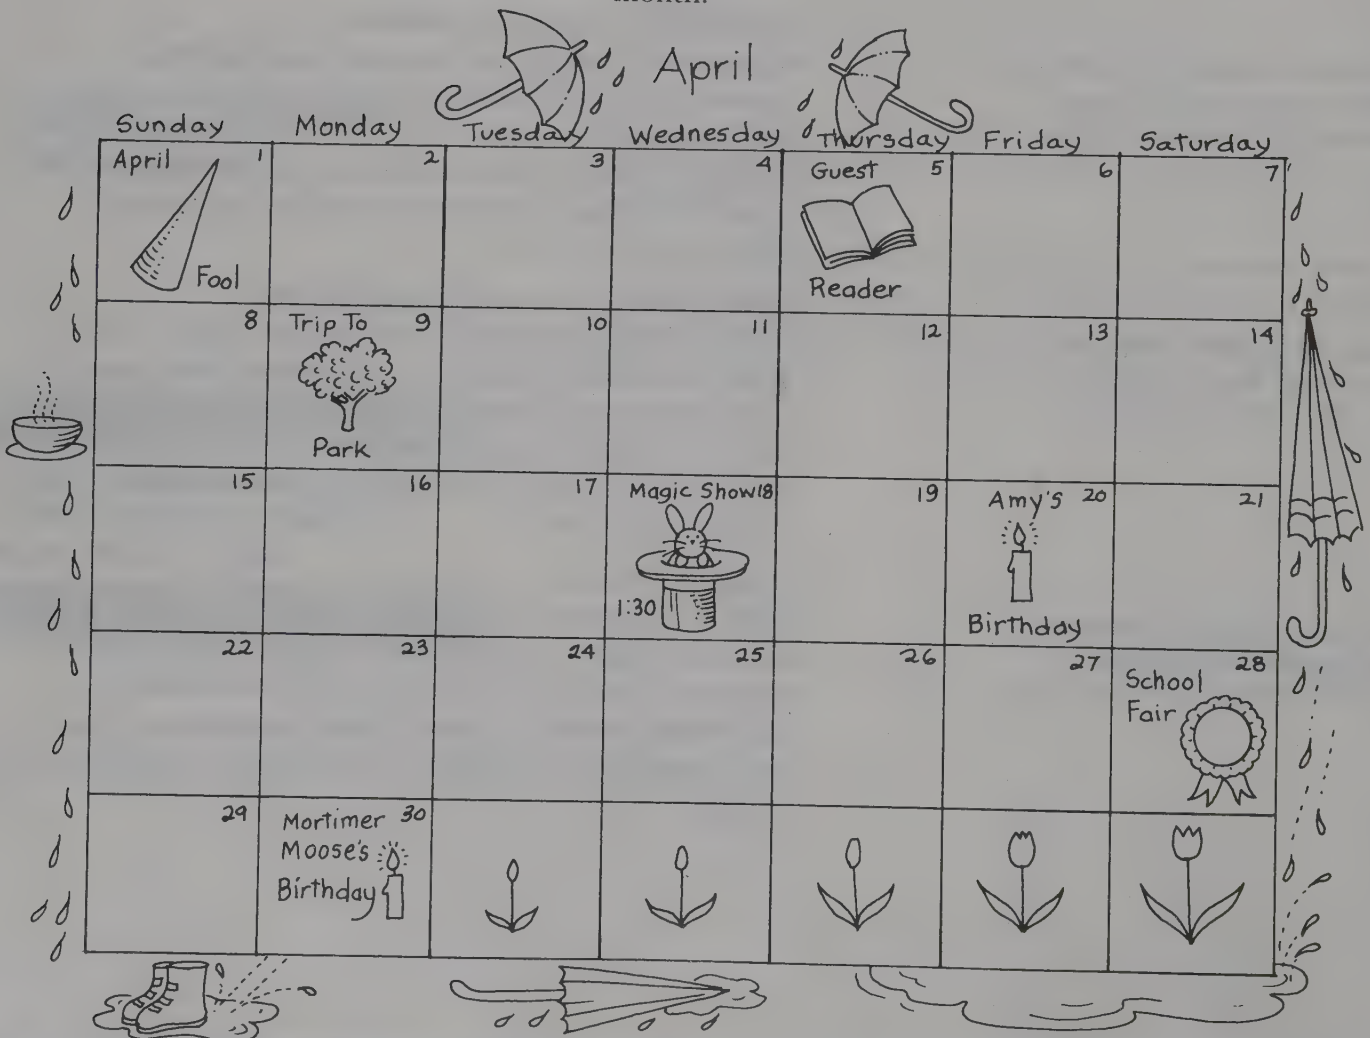 month.
April
Sunday Monday Tuesday Wednesday Thursday Friday Saturday
April 1 2 3 4 Guest 5 6 7
Fool Reader
8 Trip To 9 10 11 12 13 14
Park
15 16 17 Magic Show 18 19 Amy's 20 21
1:30 Birthday
22 23 24 25 26 27 28
School
Fair
29 Mortimer 30
Moose's
Birthday